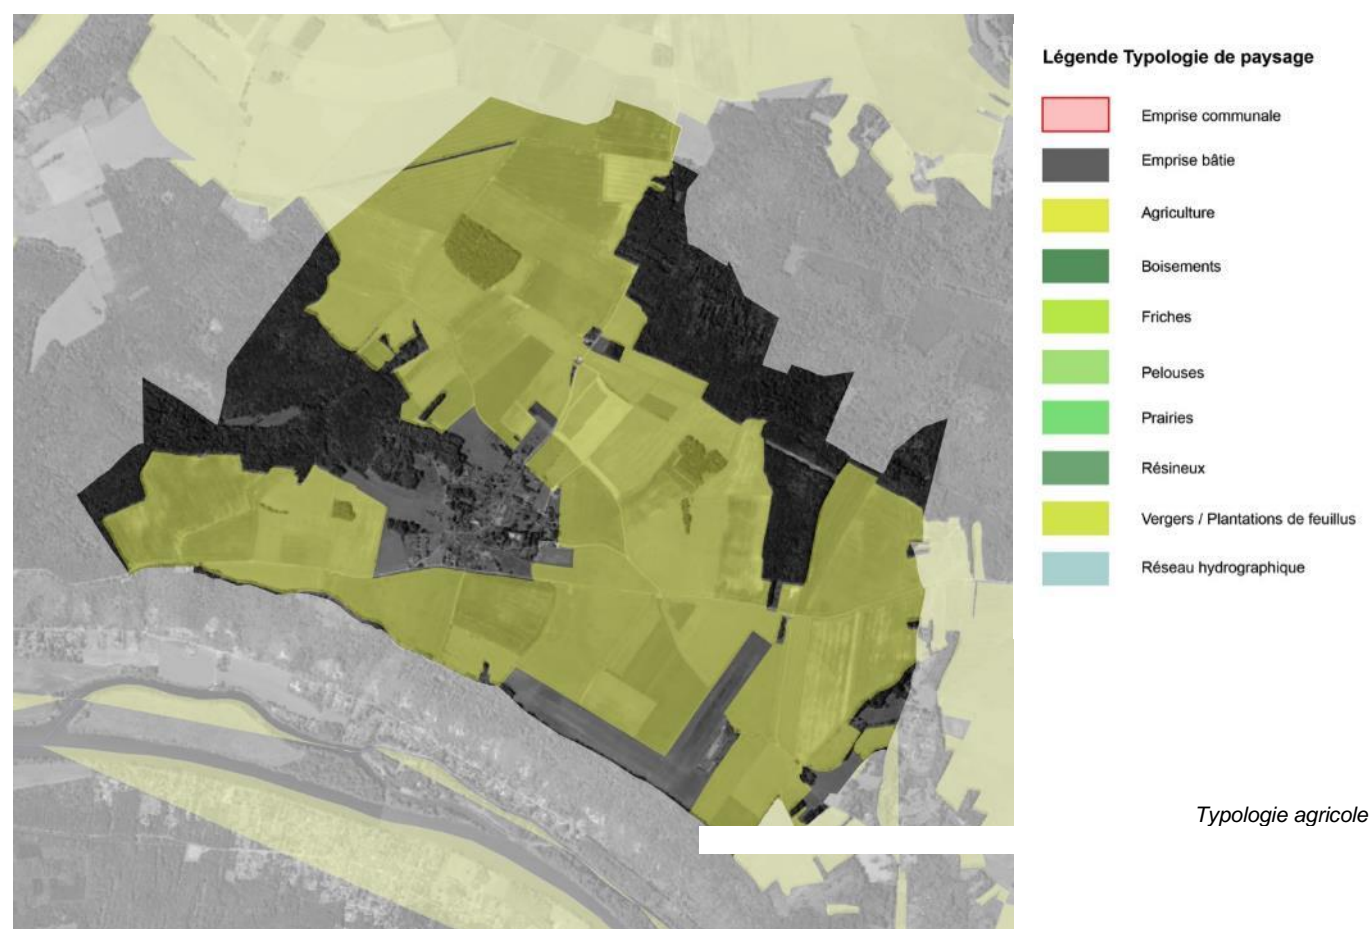 Légende Typologie de paysage
Emprise communale
Emprise bâtie
Agriculture
Boisements
Friches
Pelouses
Prairies
Résineux
Vergers / Plantations de feuillus
Réseau hydrographique
Typologie agricole